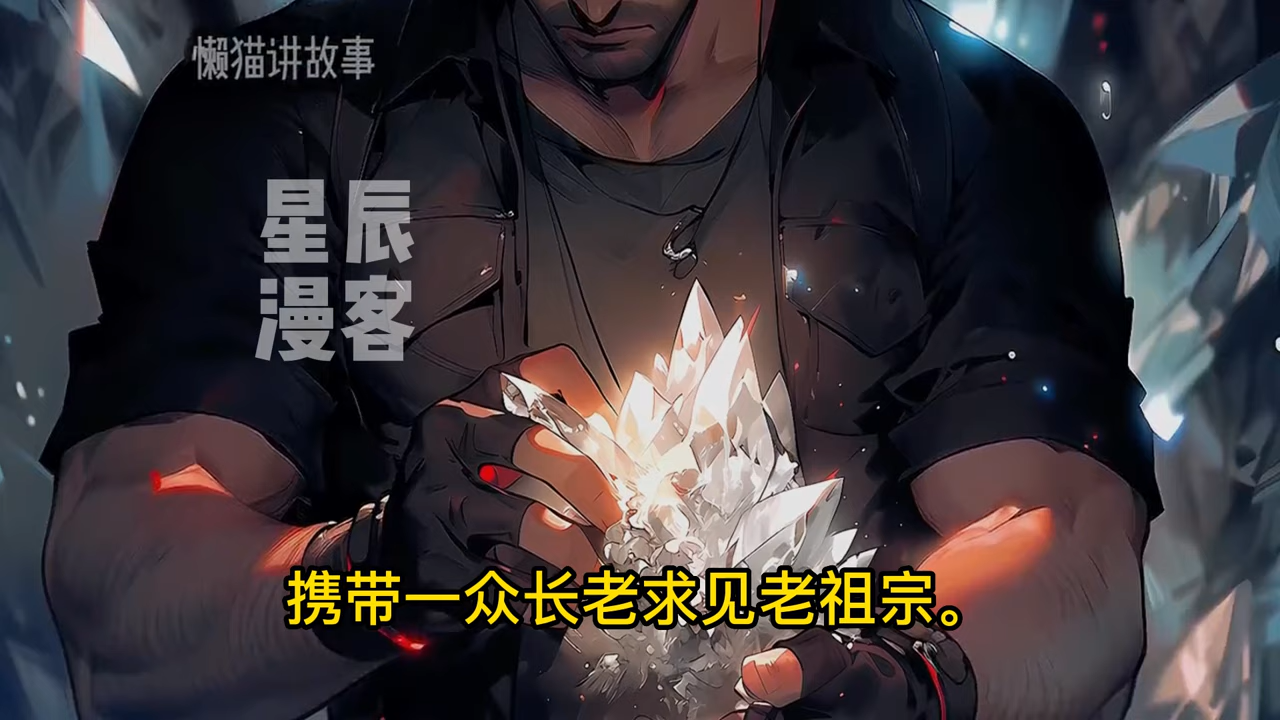 懒猫讲故事
星辰
漫客
携带一众长老求见老祖宗。